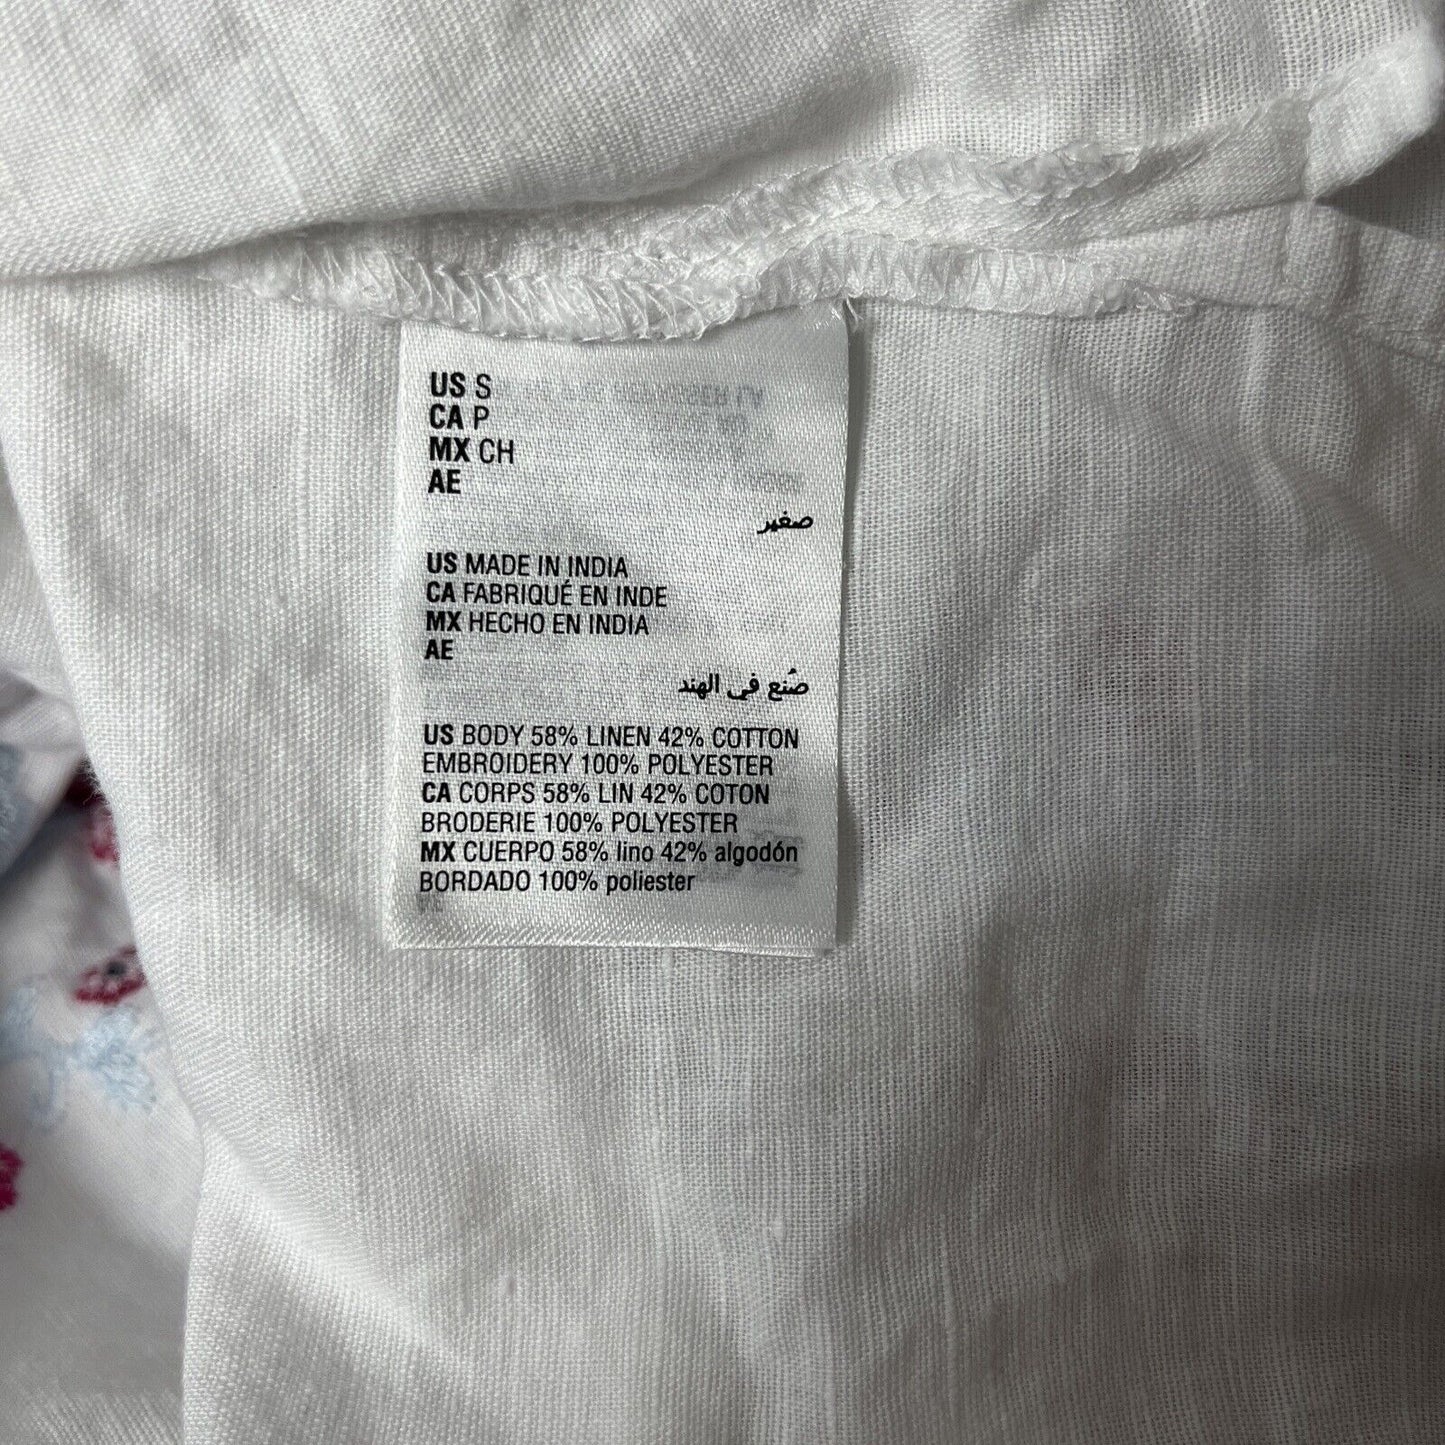 US S
CA P
MX CH
AE
صغير
US MADE IN INDIA
CA FABRIQUÉ EN INDE
MX HECHO EN INDIA
AE
صُنع في الهند
US BODY 58% LINEN 42% COTTON
EMBROIDERY 100% POLYESTER
CA CORPS 58% LIN 42% COTON
BRODERIE 100% POLYESTER
MX CUERPO 58% lino 42% algodón
BORDADO 100% poliester